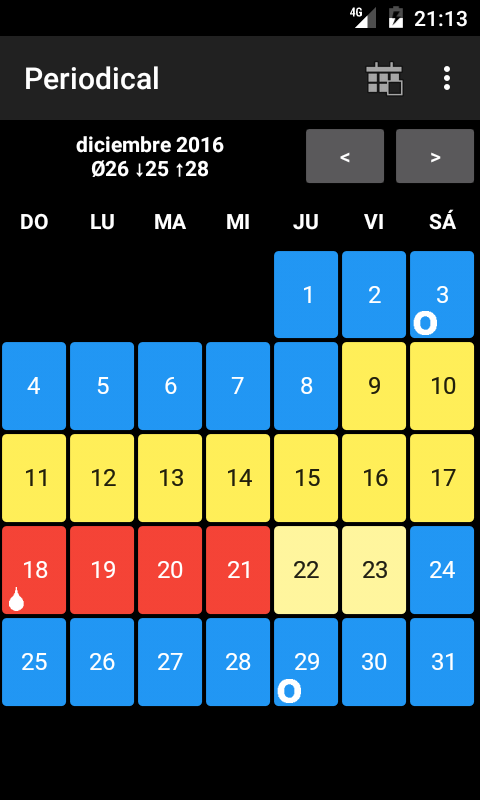 4G 21:13
Periodical
diciembre 2016
Ø26 ↓25 ↑28
< >
DO LU MA MI JU VI SÁ
1 2 3
O
4 5 6 7 8 9 10
11 12 13 14 15 16 17
18 19 20 21 22 23 24
25 26 27 28 29 30 31
O